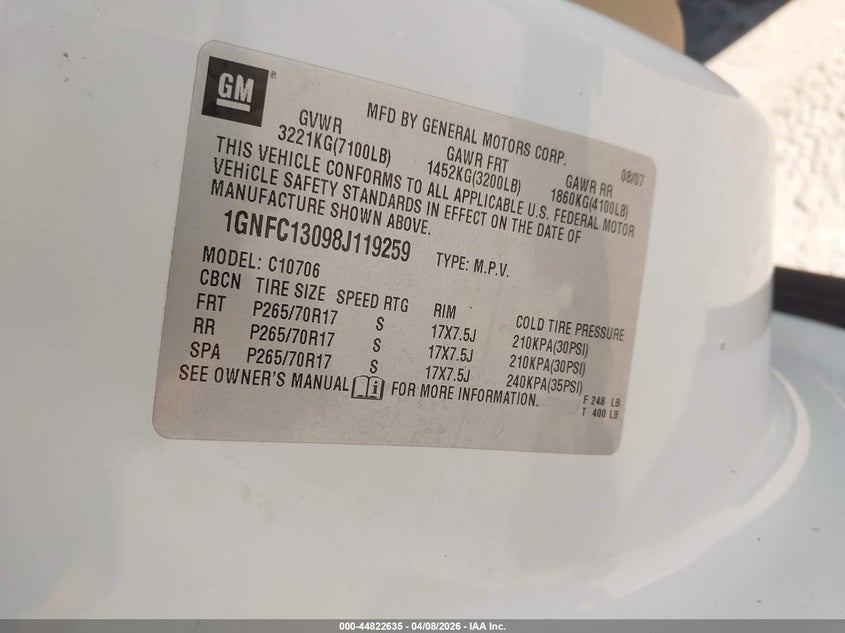 GM®
MFD BY GENERAL MOTORS CORP.
08/07
GVWR GAWR FRT GAWR RR
3221KG(7100LB) 1452KG(3200LB) 1860KG(4100LB)
THIS VEHICLE CONFORMS TO ALL APPLICABLE U.S. FEDERAL MOTOR
VEHICLE SAFETY STANDARDS IN EFFECT ON THE DATE OF
MANUFACTURE SHOWN ABOVE.
1GNFC13098J119259 TYPE: M.P.V.
MODEL: C10706
CBCN TIRE SIZE SPEED RTG RIM COLD TIRE PRESSURE
FRT P265/70R17 S 17X7.5J 210KPA(30PSI)
RR P265/70R17 S 17X7.5J 210KPA(30PSI)
SPA P265/70R17 S 17X7.5J 240KPA(35PSI)
SEE OWNER'S MANUAL i FOR MORE INFORMATION.
F 248 LB
T 400 LB
000-44822635 - 04/08/2026 - IAA Inc.